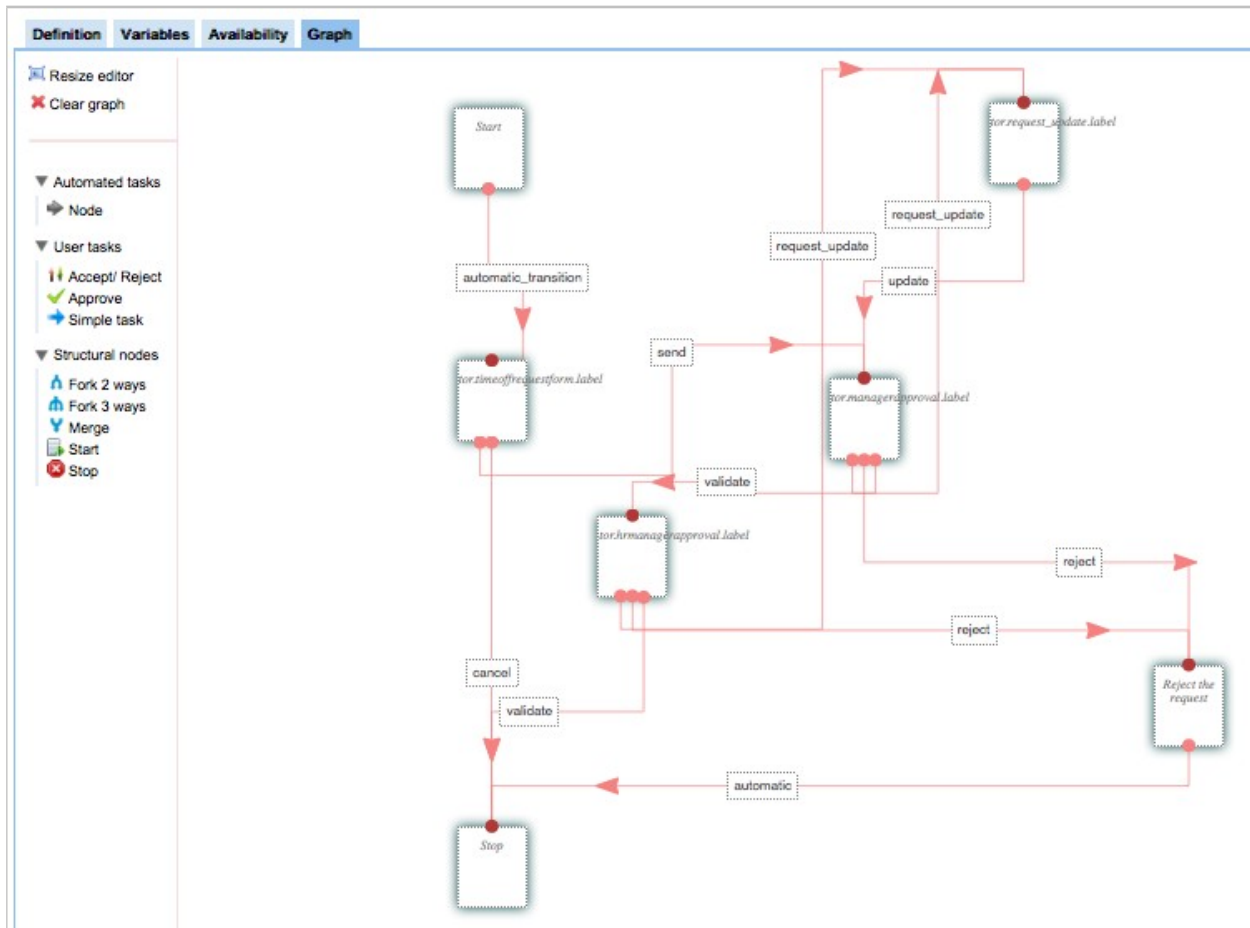 Definition
Variables
Availability
Graph
Resize editor
Clear graph
Automated tasks
Node
User tasks
Accept/ Reject
Approve
Simple task
Structural nodes
Fork 2 ways
Fork 3 ways
Merge
Start
Stop
Start
tor.request_update.label
request_update
request_update
automatic_transition
update
send
tor.timeoffrequestform.label
tor.managerapproval.label
validate
tor.hrmanagerapproval.label
reject
reject
cancel
Reject the
request
validate
automatic
Stop